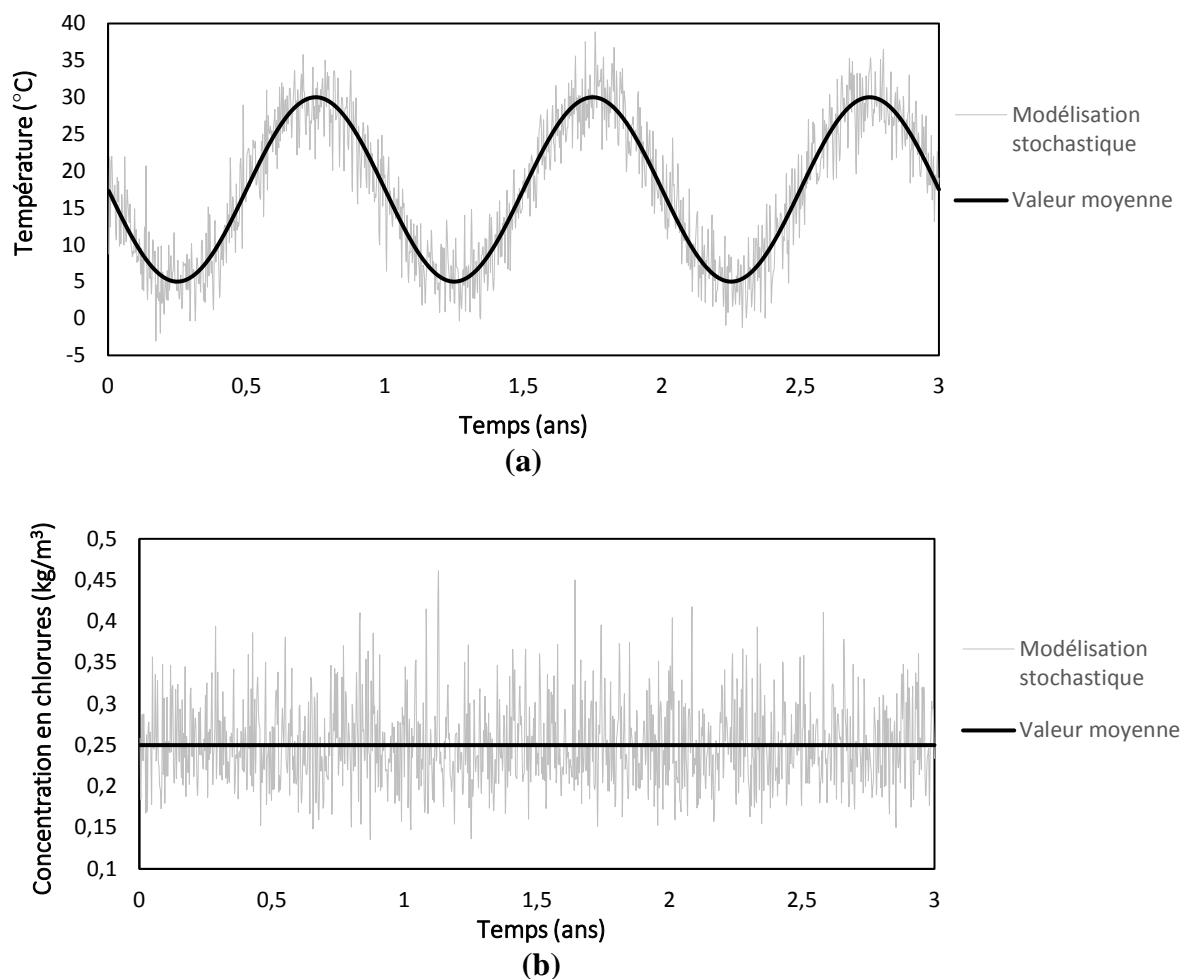 40
35
30
25
20
15
10
5
0
-5
Température (°C)
0
0,5
1
1,5
2
2,5
3
Temps (ans)
Modélisation
stochastique
Valeur moyenne
(a)
0,5
0,45
0,4
0,35
0,3
0,25
0,2
0,15
0,1
Concentration en chlorures (kg/m³)
0
0,5
1
1,5
2
2,5
3
Temps (ans)
Modélisation
stochastique
Valeur moyenne
(b)